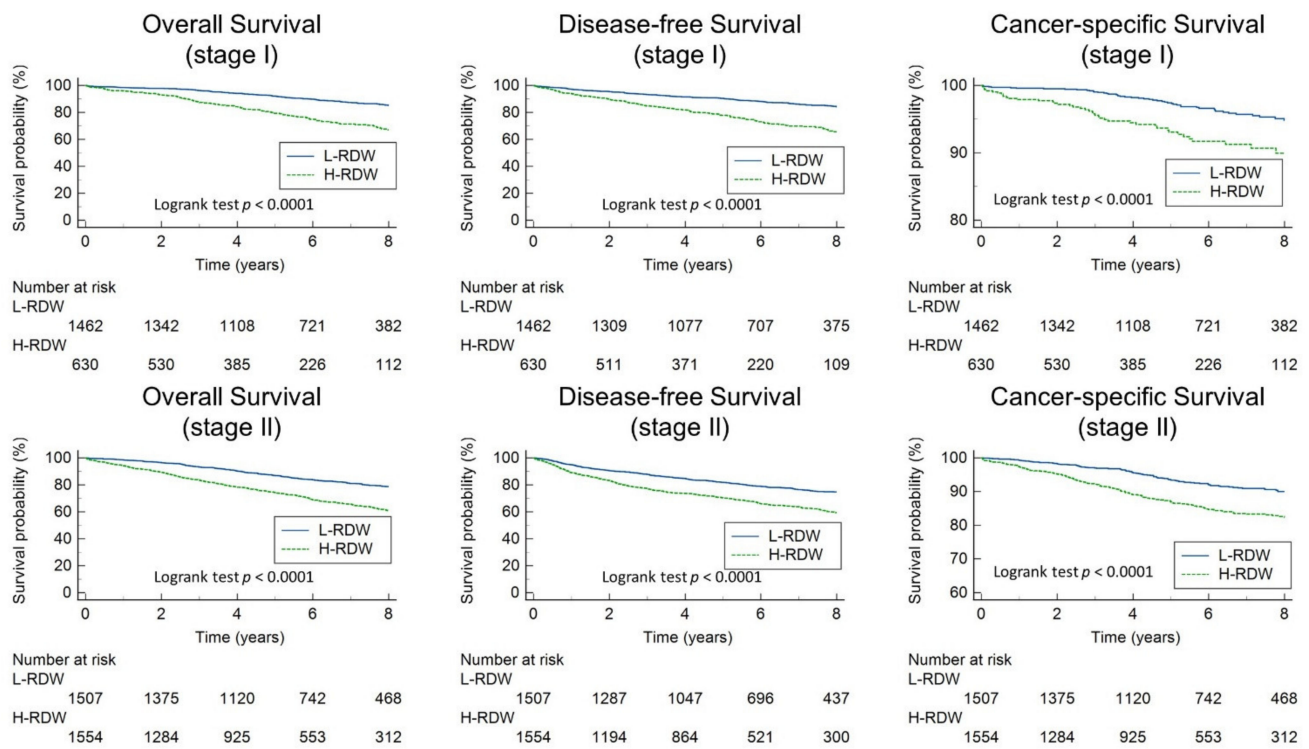 Overall Survival
(stage I)
Survival probability (%)
100
80
60
40
20
0
L-RDW
H-RDW
Logrank test p < 0.0001
0 2 4 6 8
Time (years)
Number at risk
L-RDW
1462 1342 1108 721 382
H-RDW
630 530 385 226 112
Disease-free Survival
(stage I)
Survival probability (%)
100
80
60
40
20
0
L-RDW
H-RDW
Logrank test p < 0.0001
0 2 4 6 8
Time (years)
Number at risk
L-RDW
1462 1309 1077 707 375
H-RDW
630 511 371 220 109
Cancer-specific Survival
(stage I)
Survival probability (%)
100
90
80
L-RDW
H-RDW
Logrank test p < 0.0001
0 2 4 6 8
Time (years)
Number at risk
L-RDW
1462 1342 1108 721 382
H-RDW
630 530 385 226 112
Overall Survival
(stage II)
Survival probability (%)
100
80
60
40
20
0
L-RDW
H-RDW
Logrank test p < 0.0001
0 2 4 6 8
Time (years)
Number at risk
L-RDW
1507 1375 1120 742 468
H-RDW
1554 1284 925 553 312
Disease-free Survival
(stage II)
Survival probability (%)
100
80
60
40
20
0
L-RDW
H-RDW
Logrank test p < 0.0001
0 2 4 6 8
Time (years)
Number at risk
L-RDW
1507 1287 1047 696 437
H-RDW
1554 1194 864 521 300
Cancer-specific Survival
(stage II)
Survival probability (%)
100
90
80
70
60
L-RDW
H-RDW
Logrank test p < 0.0001
0 2 4 6 8
Time (years)
Number at risk
L-RDW
1507 1375 1120 742 468
H-RDW
1554 1284 925 553 312